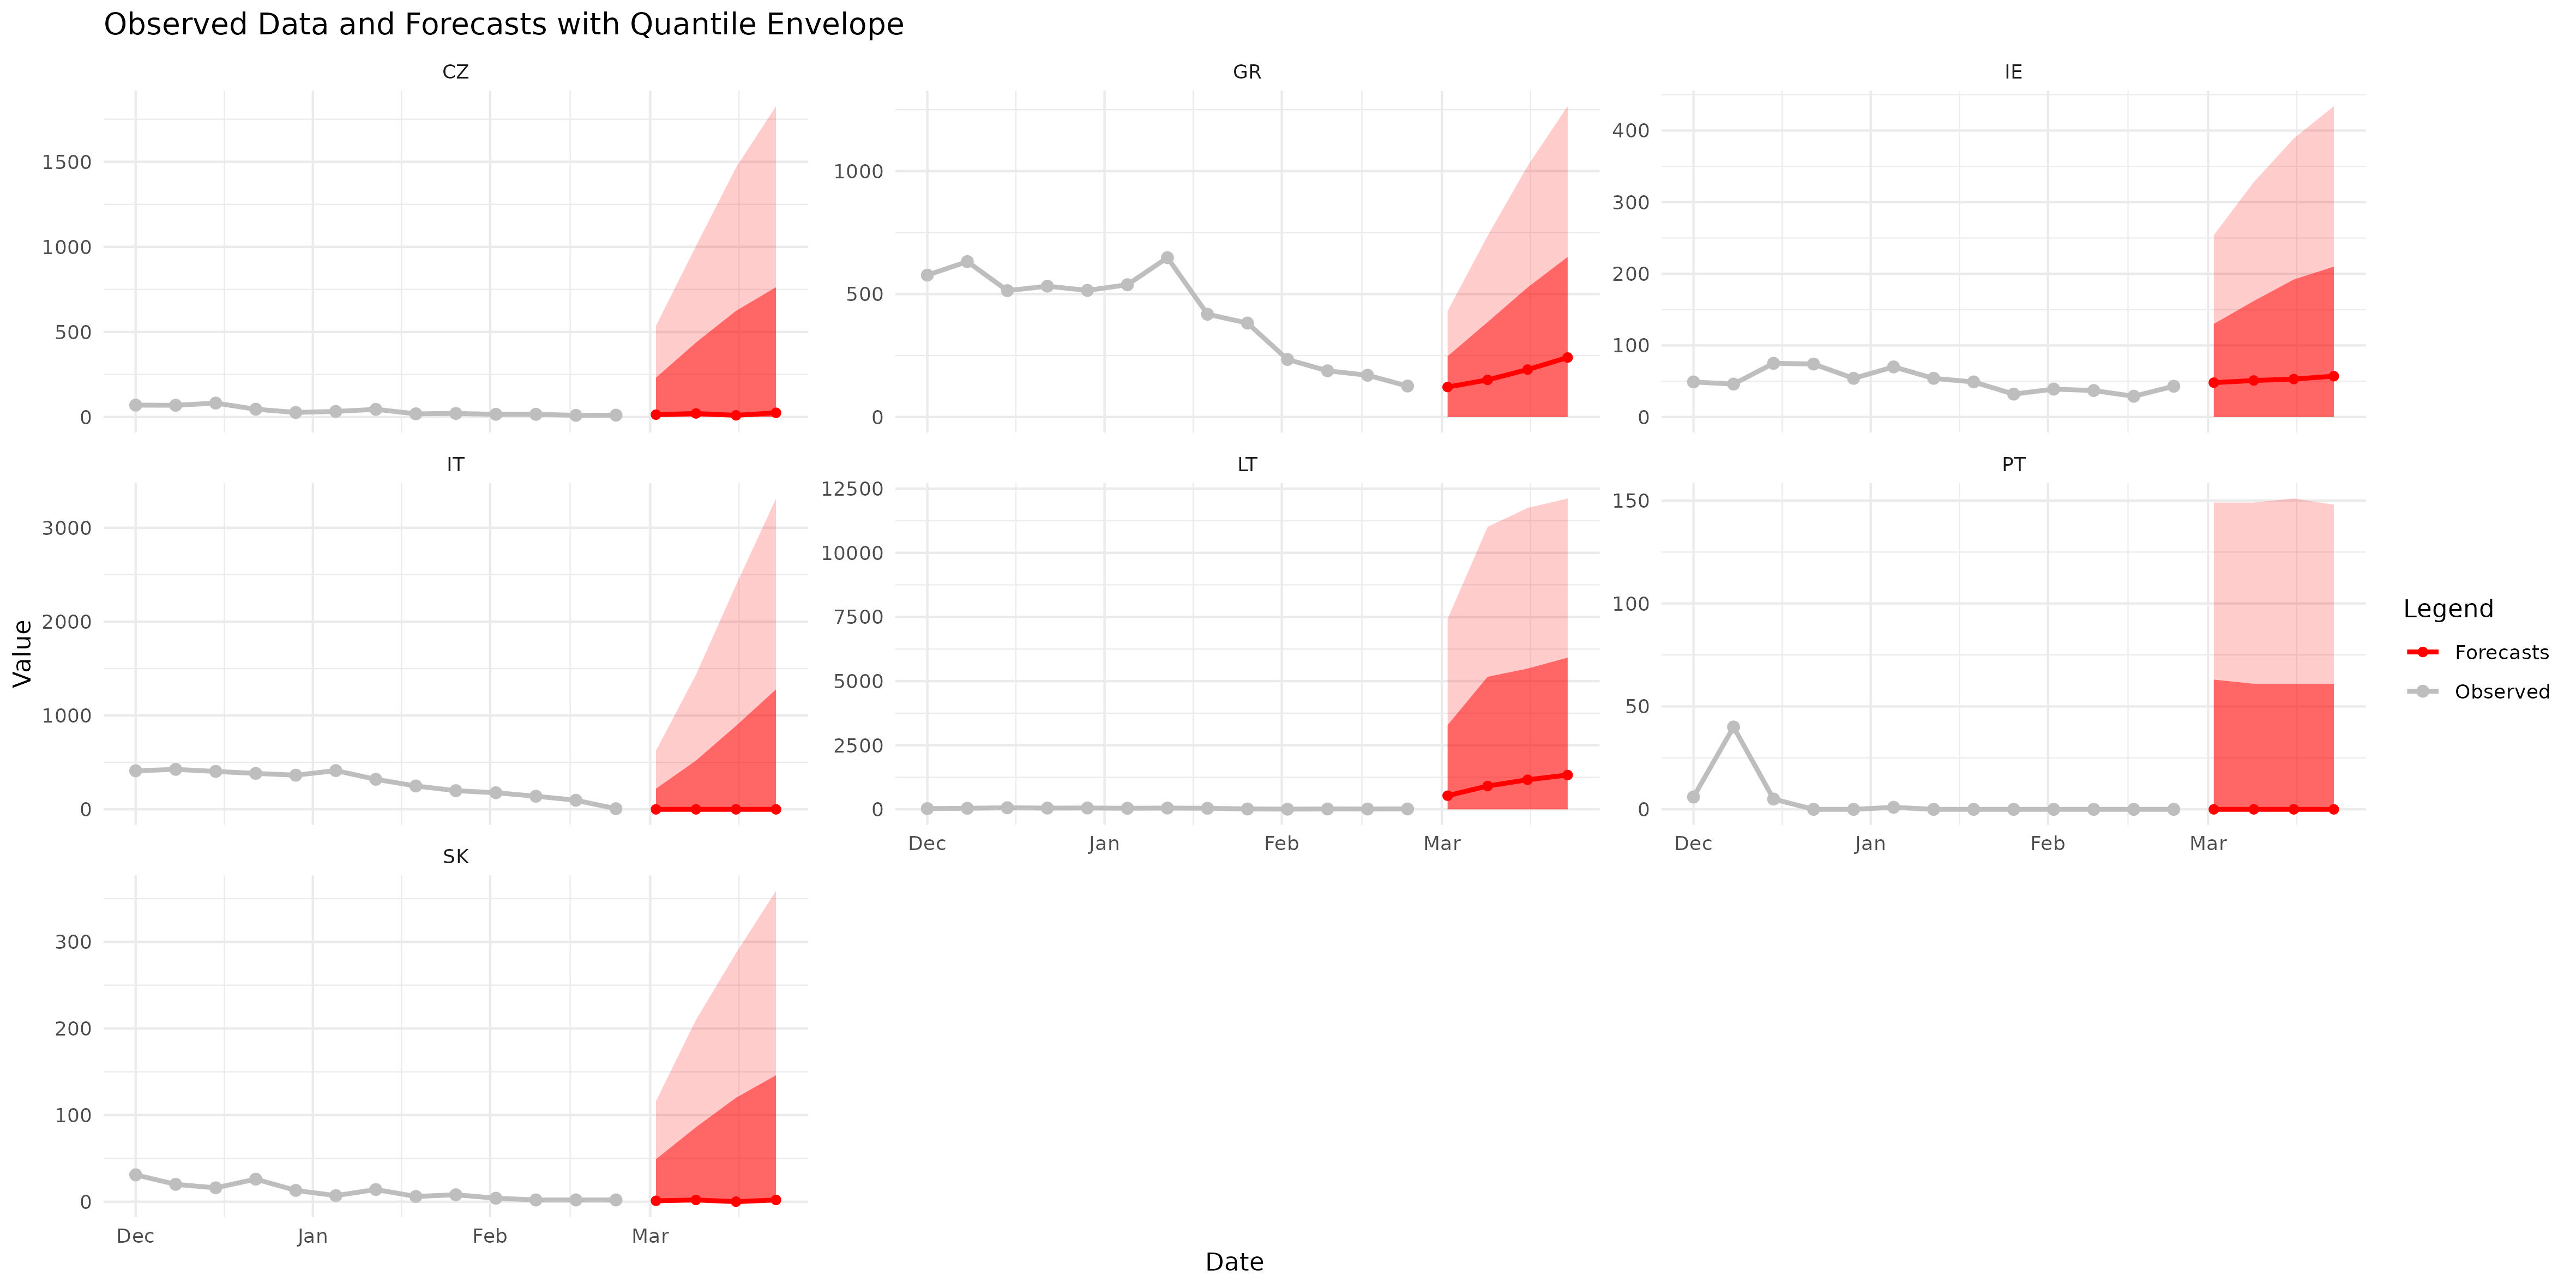 Observed Data and Forecasts with Quantile Envelope
CZ
GR
IE
1500
1000
500
0
1000
500
0
400
300
200
100
0
IT
LT
PT
3000
2000
1000
0
12500
10000
7500
5000
2500
0
150
100
50
0
Dec Jan Feb Mar
Dec Jan Feb Mar
SK
300
200
100
0
Dec Jan Feb Mar
Value
Date
Legend
Forecasts
Observed